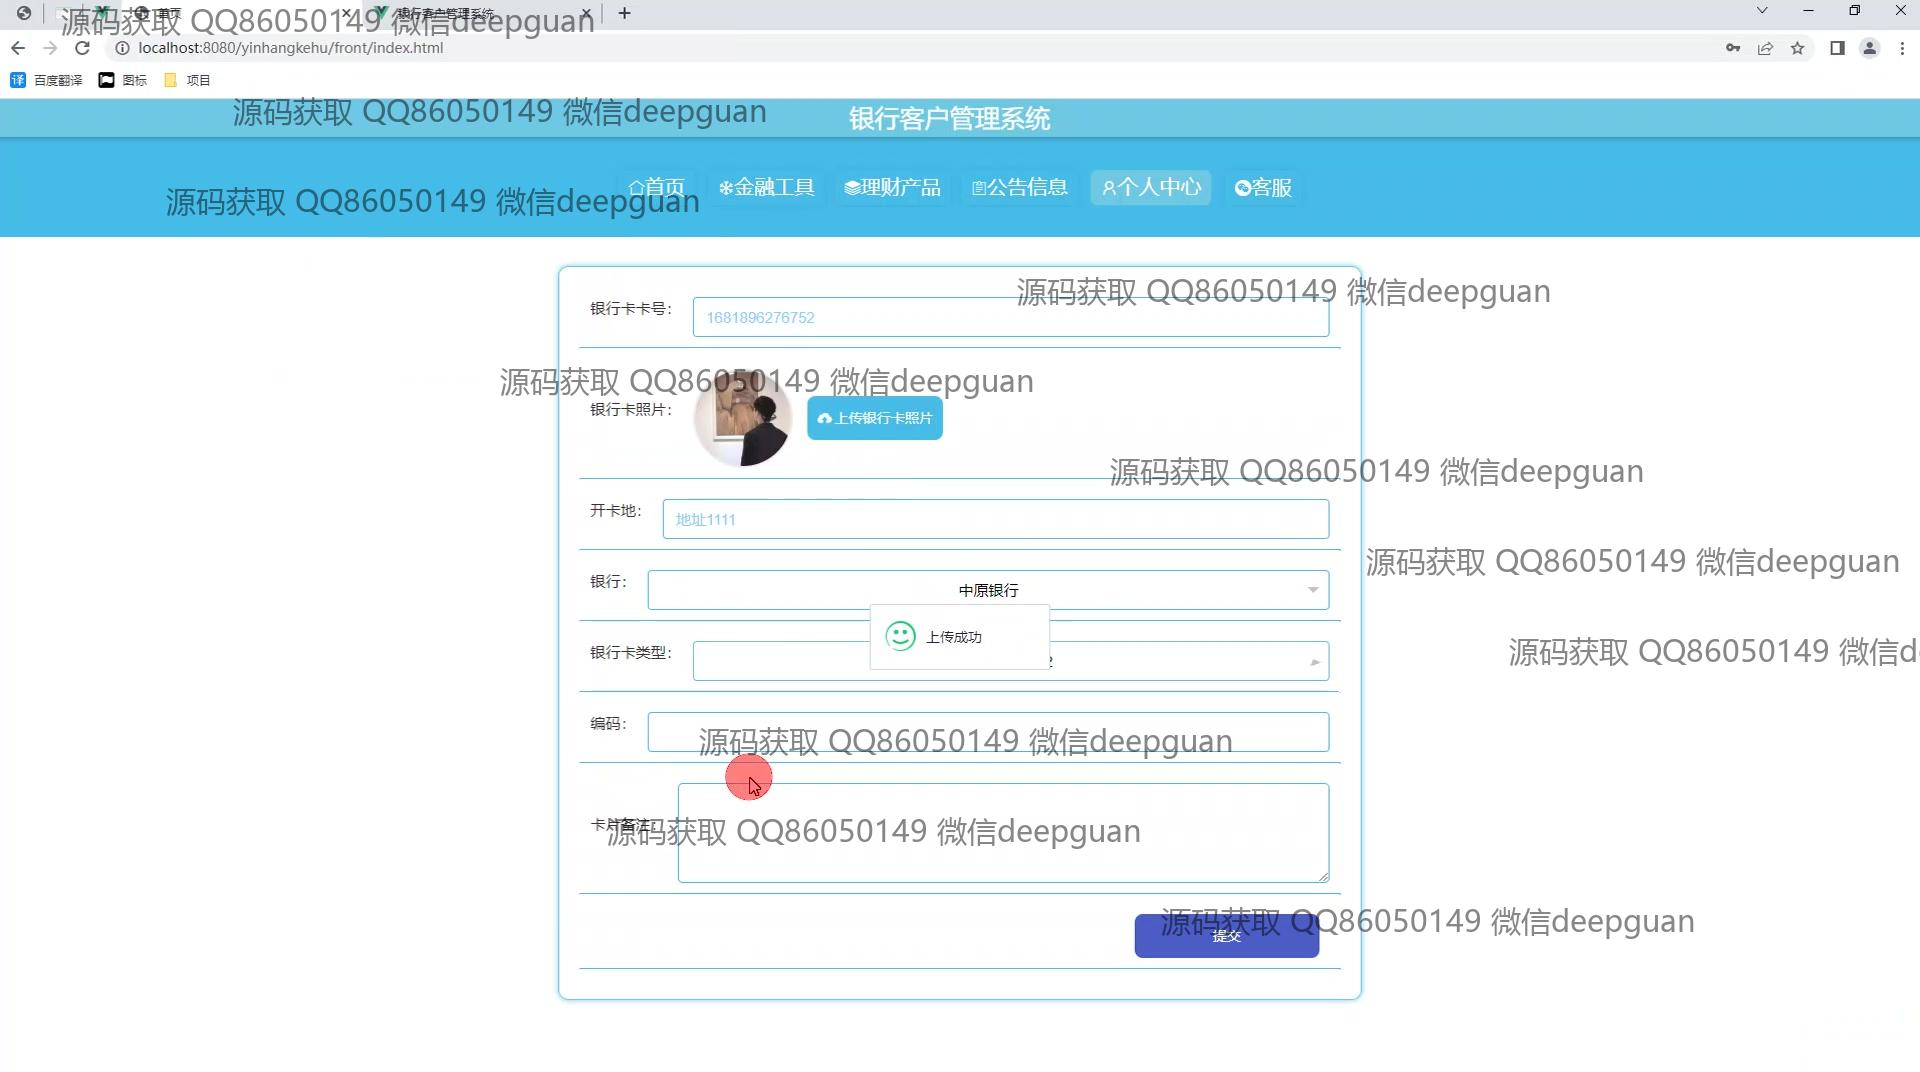 首页
银行客户管理系统
源码获取 QQ86050149 微信deepguan
localhost:8080/yinhangkehu/front/index.html
百度翻译 图标 项目
源码获取 QQ86050149 微信deepguan
银行客户管理系统
首页 金融工具 理财产品 公告信息 个人中心 客服
源码获取 QQ86050149 微信deepguan
源码获取 QQ86050149 微信deepguan
银行卡卡号: 1681896276752
源码获取 QQ86050149 微信deepguan
银行卡照片: 上传银行卡照片
源码获取 QQ86050149 微信deepguan
开卡地: 地址1111
源码获取 QQ86050149 微信deepguan
银行: 中原银行
上传成功
源码获取 QQ86050149 微信d
银行卡类型: 2
编码:
源码获取 QQ86050149 微信deepguan
卡片备注:
源码获取 QQ86050149 微信deepguan
源码获取 QQ86050149 微信deepguan
提交